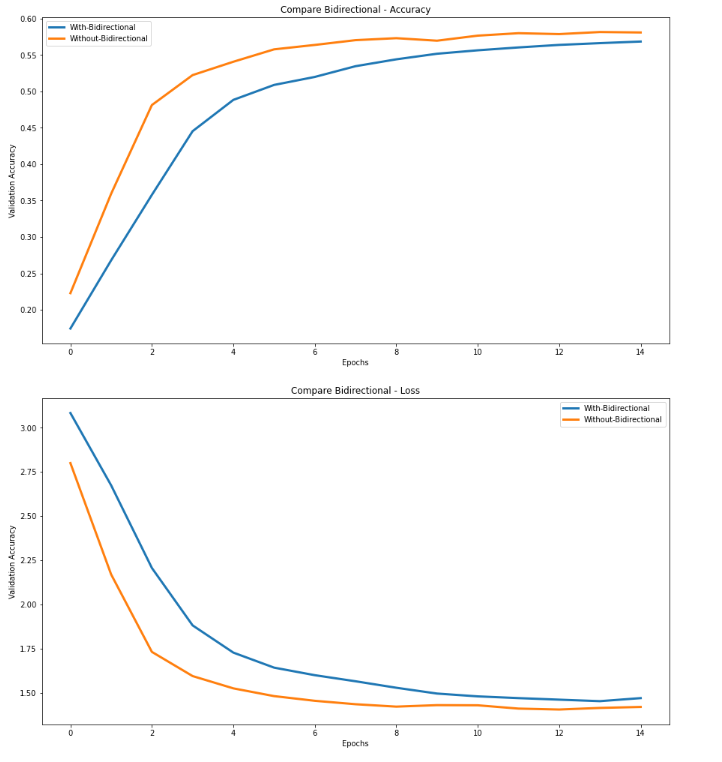 Compare Bidirectional - Accuracy
With-Bidirectional
Without-Bidirectional
Validation Accuracy
0.60
0.55
0.50
0.45
0.40
0.35
0.30
0.25
0.20
0 2 4 6 8 10 12 14
Epochs
Compare Bidirectional - Loss
With-Bidirectional
Without-Bidirectional
Validation Accuracy
3.00
2.75
2.50
2.25
2.00
1.75
1.50
0 2 4 6 8 10 12 14
Epochs